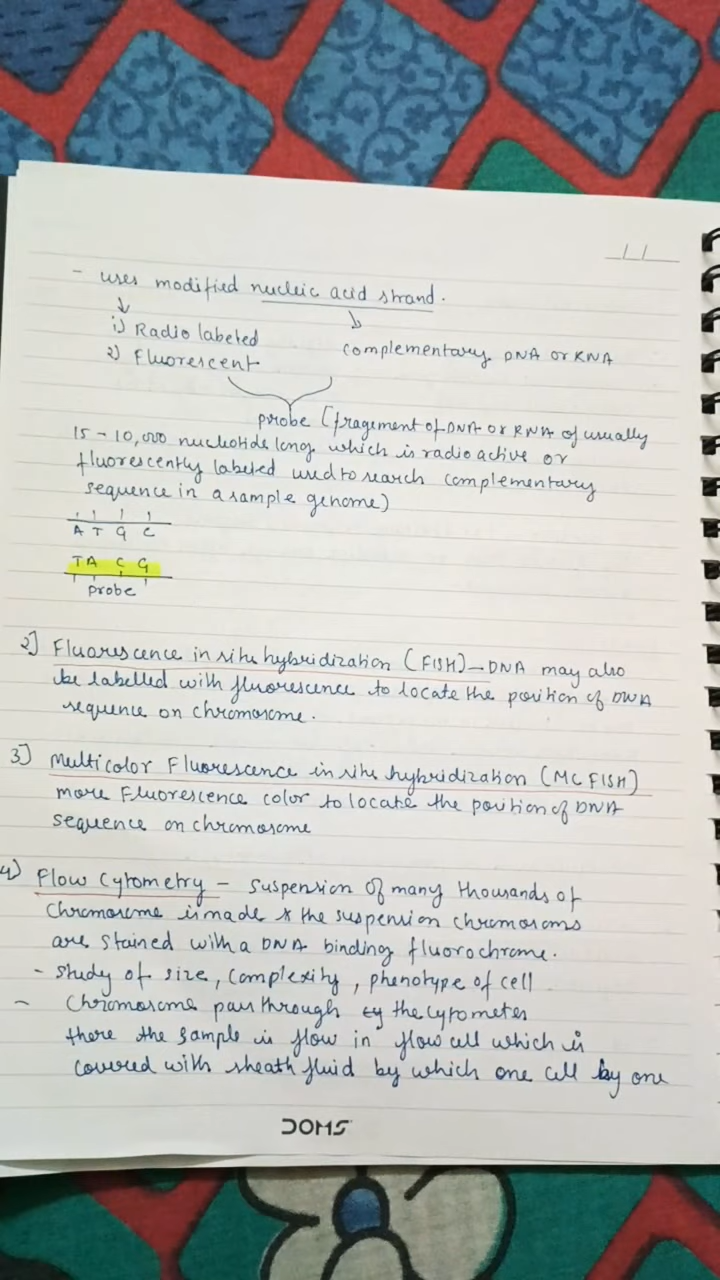 - uses modified nucleic acid strand.
1) Radio labeled
2) Fluorescent
complementary DNA or RNA
probe [fragement of DNA or RNA of usually
15 - 10,000 nucleotide long which is radio active or
fluorescently labeled used to search complementary
sequence in a sample genome)
A T G C
T A C G
probe
2] Fluorescence in situ hybridization (FISH) - DNA may also
be labelled with fluorescence to locate the position of DNA
sequence on chromosome.
3] Multicolor Fluorescence in situ hybridization (MC FISH)
more Fluorescence color to locate the position of DNA
sequence on chromosome
4) Flow Cytometry - Suspension of many thousands of
Chromosome is made & the suspension chromosoms
are stained with a DNA binding fluorochrome.
- study of size, complexity, phenotype of cell
- Chromosome pass through the cytometer
there the sample is flow in flow cell which is
covered with sheath fluid by which one cell by one
DOMS